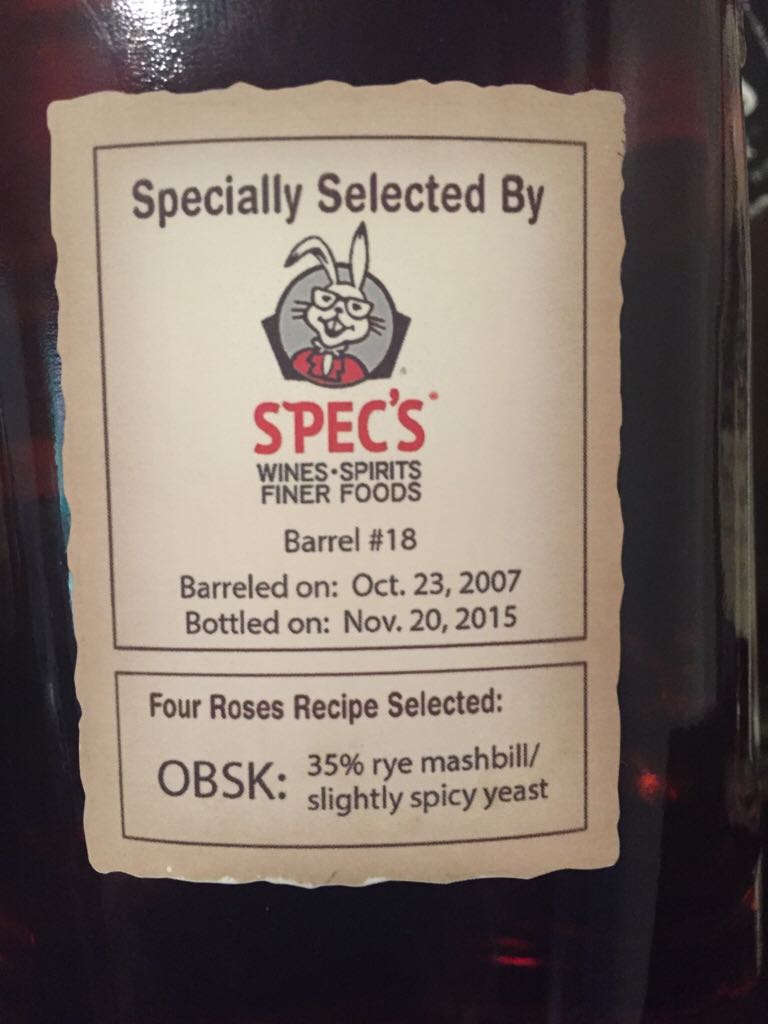 Specially Selected By
SPEC'S
WINES•SPIRITS
FINER FOODS
Barrel #18
Barreled on: Oct. 23, 2007
Bottled on: Nov. 20, 2015
Four Roses Recipe Selected:
OBSK: 35% rye mashbill/
slightly spicy yeast